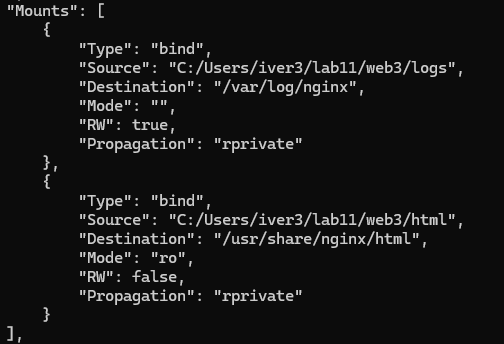 "Mounts": [
    {
        "Type": "bind",
        "Source": "C:/Users/iver3/lab11/web3/logs",
        "Destination": "/var/log/nginx",
        "Mode": "",
        "RW": true,
        "Propagation": "rprivate"
    },
    {
        "Type": "bind",
        "Source": "C:/Users/iver3/lab11/web3/html",
        "Destination": "/usr/share/nginx/html",
        "Mode": "ro",
        "RW": false,
        "Propagation": "rprivate"
    }
],